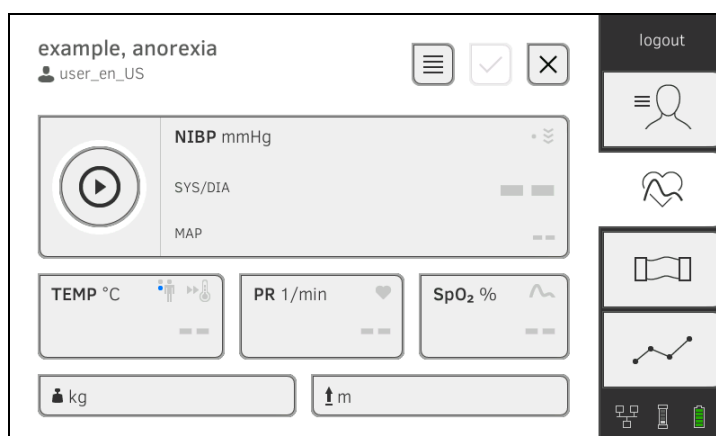 example, anorexia
user_en_US
logout
NIBP mmHg
SYS/DIA
-- --
MAP
--
TEMP °C
--
PR 1/min
--
SpO₂ %
--
kg
m